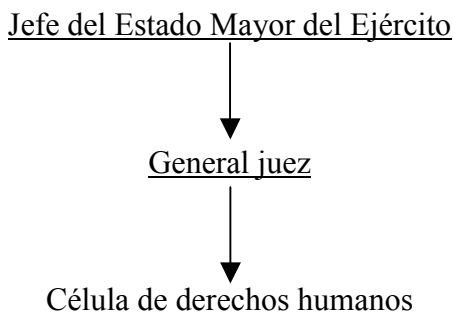 Jefe del Estado Mayor del Ejército
General juez
Célula de derechos humanos